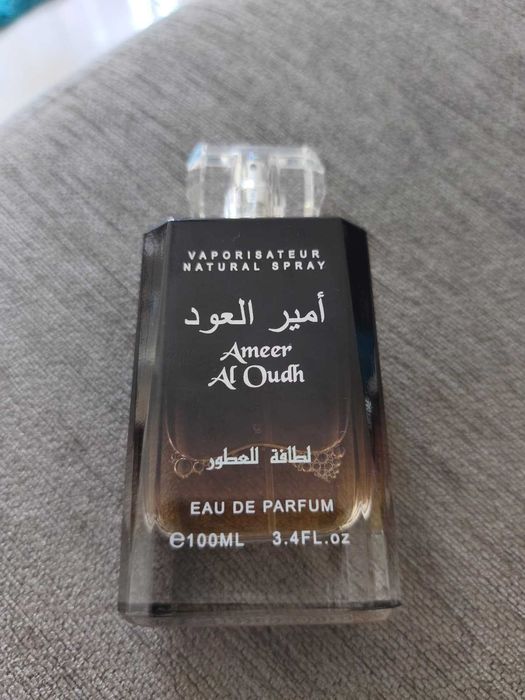 VAPORISATEUR
NATURAL SPRAY
أمير العود
Ameer
Al Oudh
لطافة للعطور
EAU DE PARFUM
℮100ML 3.4FL.oz